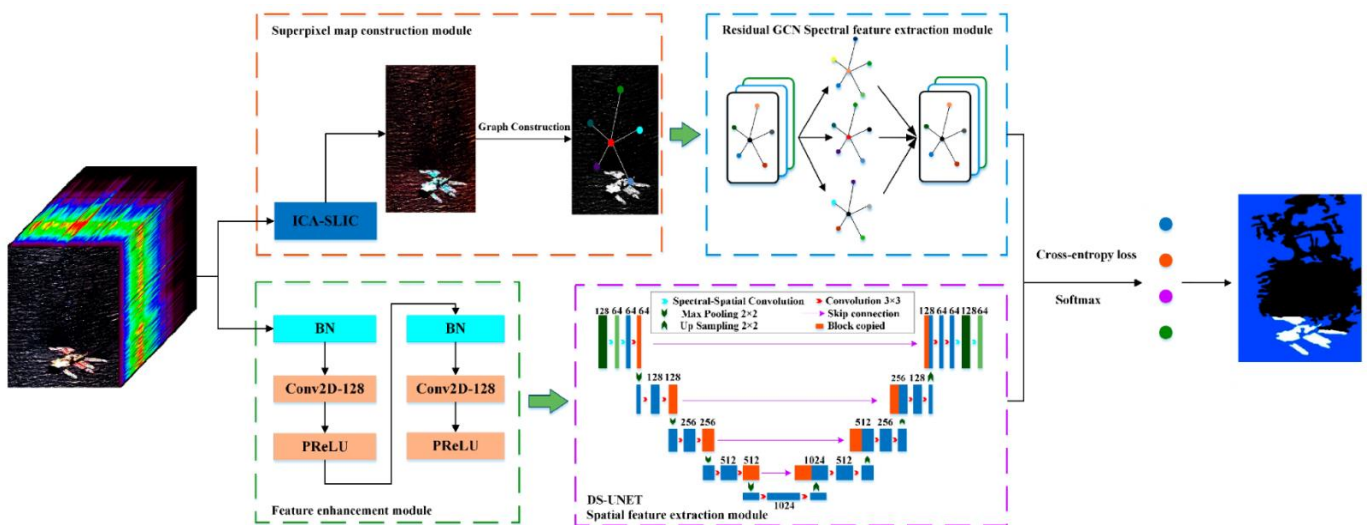 Superpixel map construction module
Graph Construction
ICA-SLIC
Residual GCN Spectral feature extraction module
BN
Conv2D-128
PReLU
BN
Conv2D-128
PReLU
Feature enhancement module
Spectral-Spatial Convolution
Convolution 3×3
Max Pooling 2×2
Skip connection
Up Sampling 2×2
Block copied
128 64 64 64
128 64 64 128 64
128 128
256 128
256 256
512 256
512 512
1024 512
1024
DS-UNET
Spatial feature extraction module
Cross-entropy loss
Softmax